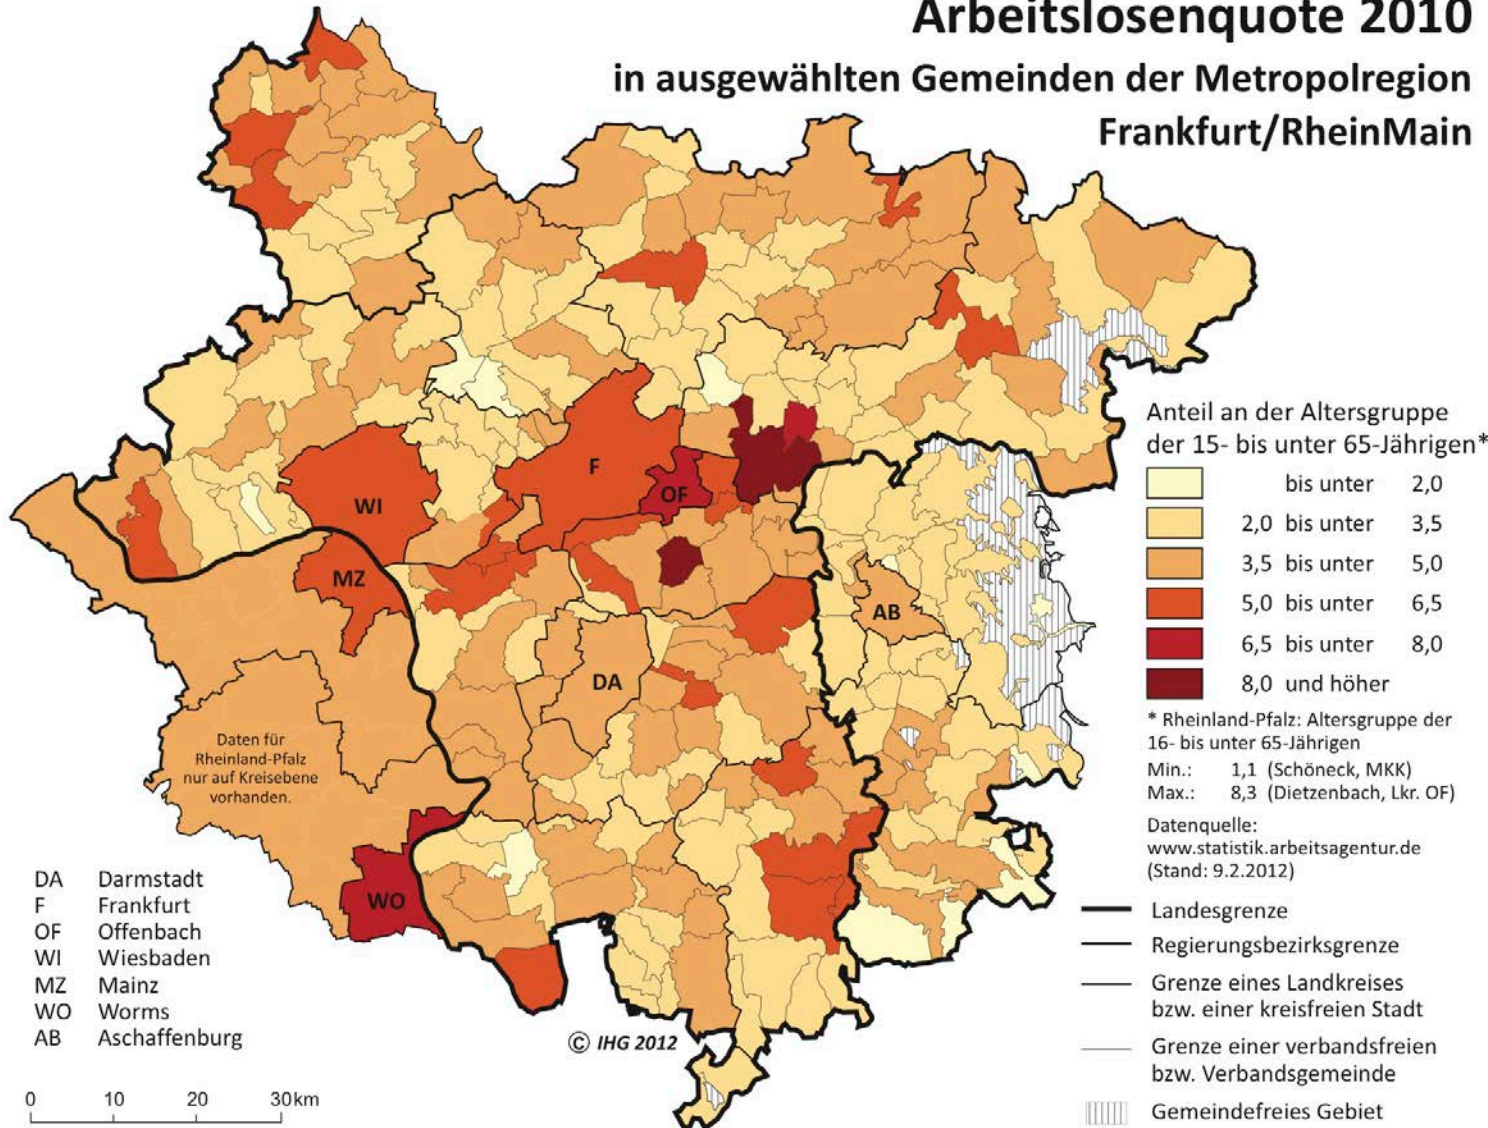 Arbeitslosenquote 2010
in ausgewählten Gemeinden der Metropolregion
Frankfurt/RheinMain
F
WI
OF
MZ
AB
DA
WO
Daten für
Rheinland-Pfalz
nur auf Kreisebene
vorhanden.
Anteil an der Altersgruppe
der 15- bis unter 65-Jährigen*
bis unter 2,0
2,0 bis unter 3,5
3,5 bis unter 5,0
5,0 bis unter 6,5
6,5 bis unter 8,0
8,0 und höher
* Rheinland-Pfalz: Altersgruppe der
16- bis unter 65-Jährigen
Min.: 1,1 (Schöneck, MKK)
Max.: 8,3 (Dietzenbach, Lkr. OF)
Datenquelle:
www.statistik.arbeitsagentur.de
(Stand: 9.2.2012)
Landesgrenze
Regierungsbezirksgrenze
Grenze eines Landkreises
bzw. einer kreisfreien Stadt
Grenze einer verbandsfreien
bzw. Verbandsgemeinde
Gemeindefreies Gebiet
DA Darmstadt
F Frankfurt
OF Offenbach
WI Wiesbaden
MZ Mainz
WO Worms
AB Aschaffenburg
© IHG 2012
0 10 20 30km